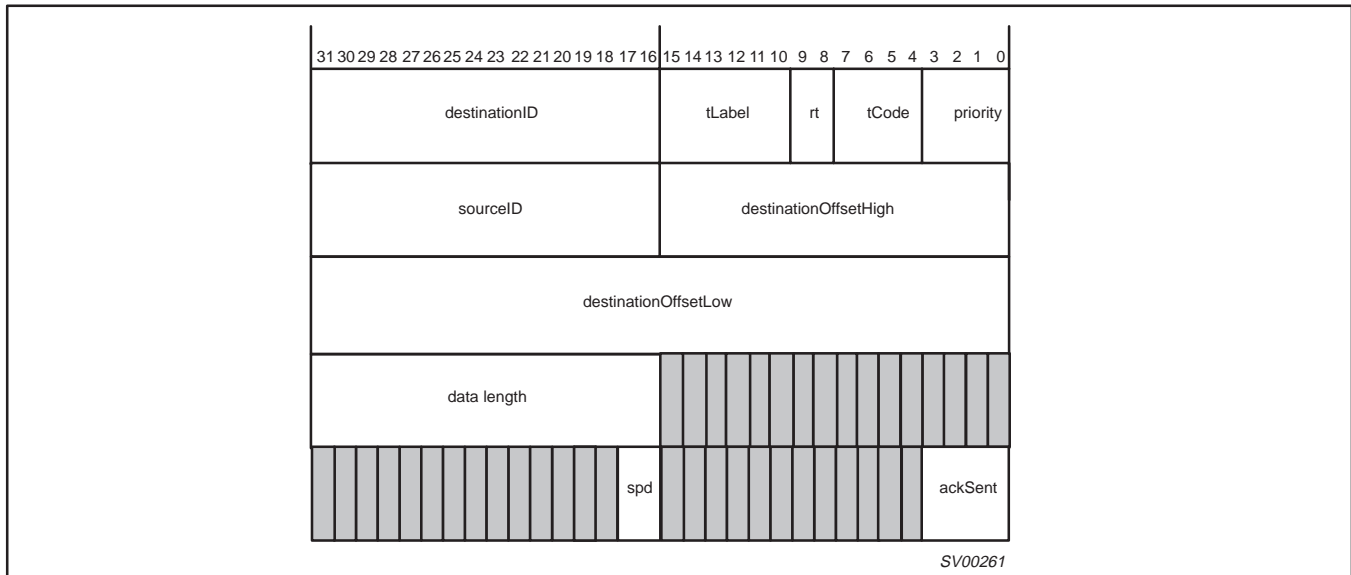 31 30 29 28 27 26 25 24 23 22 21 20 19 18 17 16 15 14 13 12 11 10 9 8 7 6 5 4 3 2 1 0
destinationID tLabel rt tCode priority
sourceID destinationOffsetHigh
destinationOffsetLow
data length
spd ackSent
SV00261